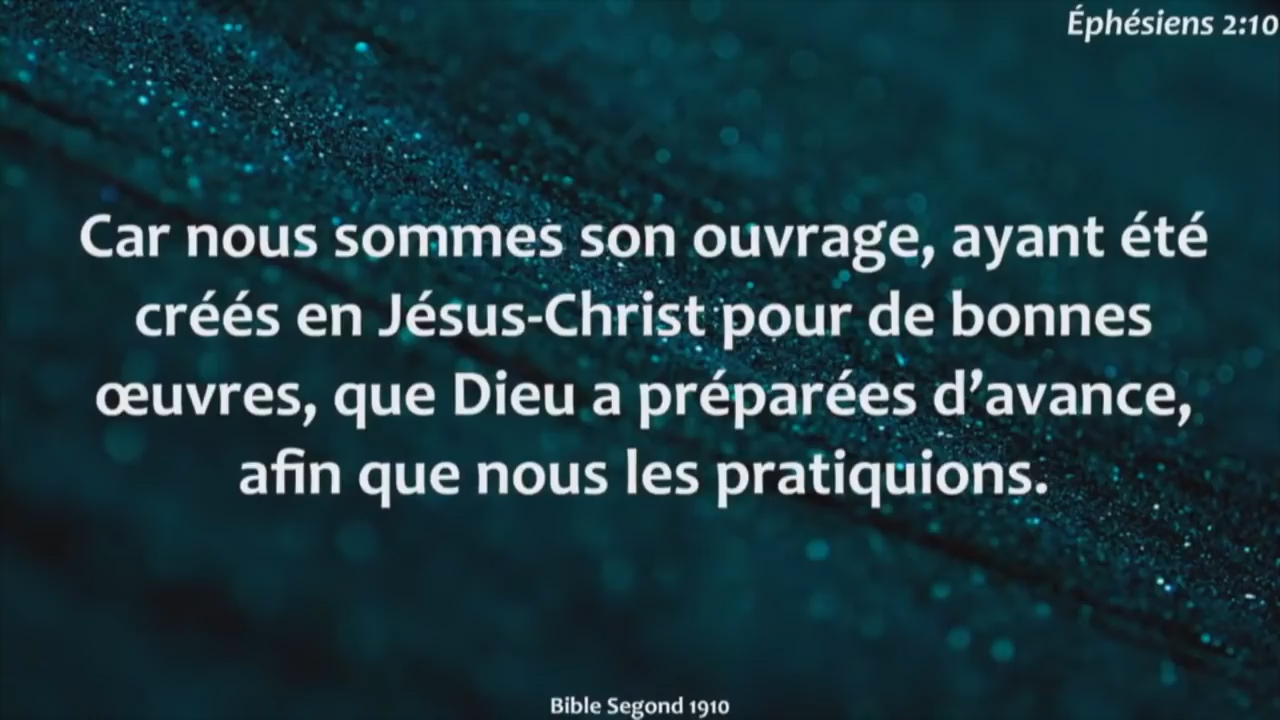 Éphésiens 2:10
Car nous sommes son ouvrage, ayant été
créés en Jésus-Christ pour de bonnes
œuvres, que Dieu a préparées d’avance,
afin que nous les pratiquions.
Bible Segond 1910